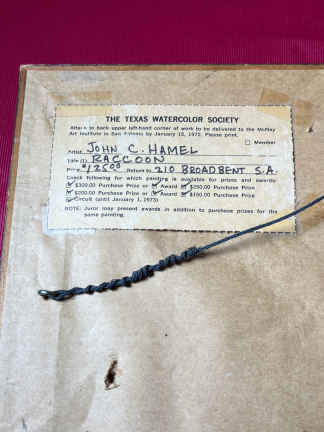 THE TEXAS WATERCOLOR SOCIETY
Attach to back upper left-hand corner of work to be delivered to the McNay
Art Institute in San Antonio by January 15, 1972. Please print.
☐ Member
Artist JOHN C. HAMEL
Title (1) RACCOON
Price $125.00 Return to 210 BROADBENT S.A.
Check following for which painting is available for prizes and awards:
☑ $300.00 Purchase Prize or ☑ Award ☑ $250.00 Purchase Prize
☑ $200.00 Purchase Prize or ☑ Award ☑ $150.00 Purchase Prize
☑ Circuit (until January 1, 1973)
NOTE: Juror may present awards in addition to purchase prizes for the
same painting.